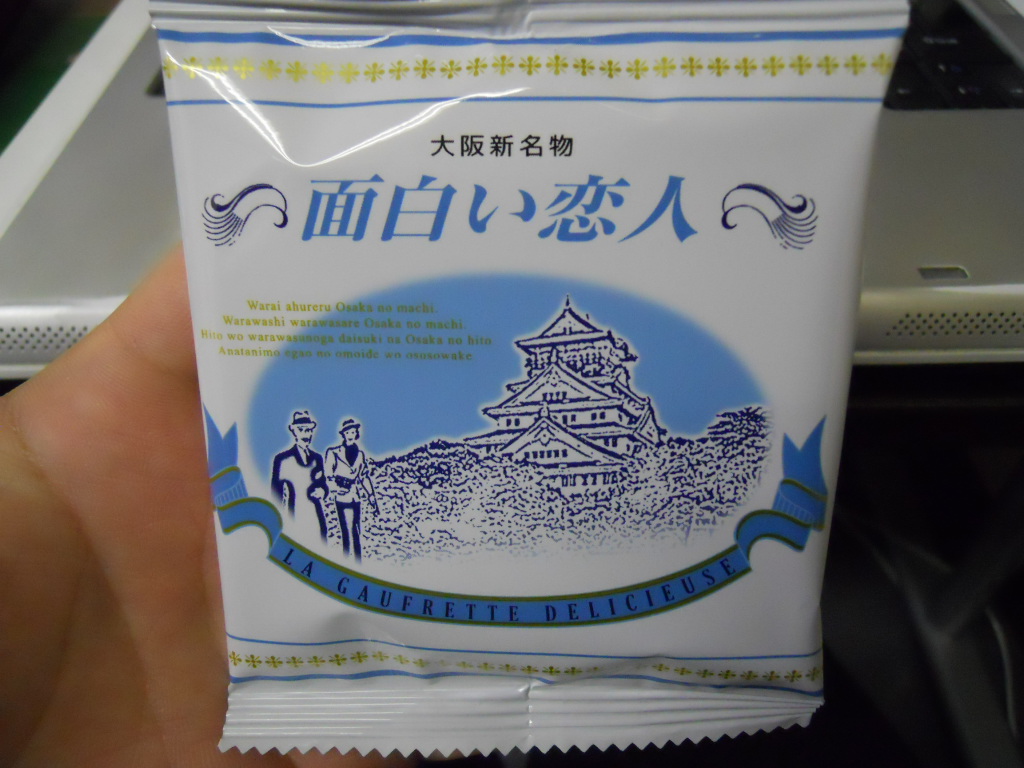 大阪新名物
面白い恋人
Warai ahureru Osaka no machi.
Warawashi warawasare Osaka no machi.
Hito wo warawasunoga daisuki na Osaka no hito.
Anatanimo egao no omoide wo ososowake.
LA GAUFRETTE DELICIEUSE